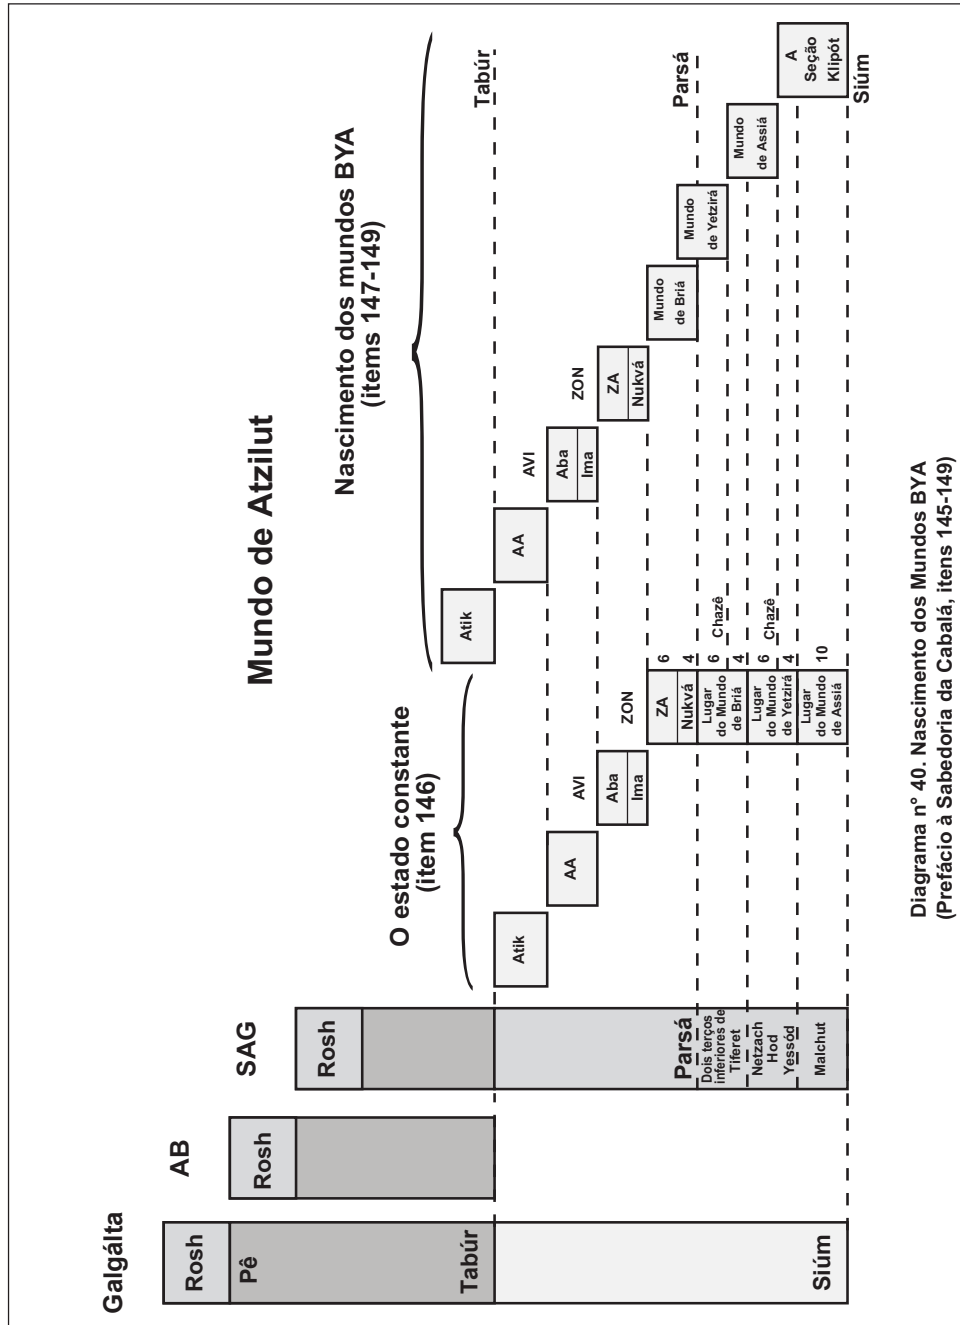 Mundo de Atzilut
Galgálta
AB
SAG
O estado constante
(item 146)
Nascimento dos mundos BYA
(items 147-149)
Rosh
Pê
Tabúr
Siúm
Rosh
Rosh
Parsá
Dois terços
inferiores de
Tiferet
Netzach
Hod
Yessód
Malchut
Atik
AA
AVI
Aba
Ima
ZON
ZA
Nukvá
Lugar
do Mundo
de Briá
Lugar
do Mundo
de Yetzirá
Lugar
do Mundo
de Assiá
6
4
6
4
6
4
10
Chazê
Chazê
Atik
AA
AVI
Aba
Ima
ZON
ZA
Nukvá
Mundo
de Briá
Mundo
de Yetzirá
Mundo
de Assiá
A
Seção
Klipót
Tabúr
Parsá
Siúm
Diagrama n° 40. Nascimento dos Mundos BYA
(Prefácio à Sabedoria da Cabalá, itens 145-149)